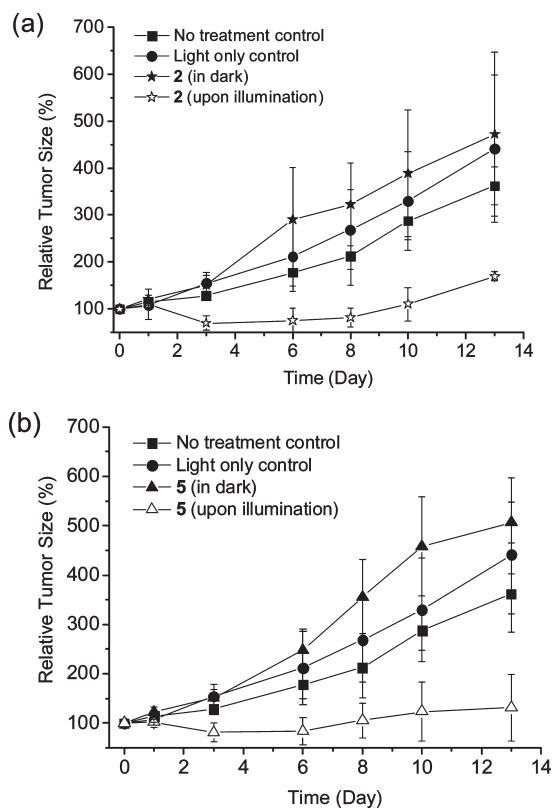 (a)
No treatment control
Light only control
2 (in dark)
2 (upon illumination)
Relative Tumor Size (%)
700
600
500
400
300
200
100
0 2 4 6 8 10 12 14
Time (Day)
(b)
No treatment control
Light only control
5 (in dark)
5 (upon illumination)
Relative Tumor Size (%)
700
600
500
400
300
200
100
0 2 4 6 8 10 12 14
Time (Day)